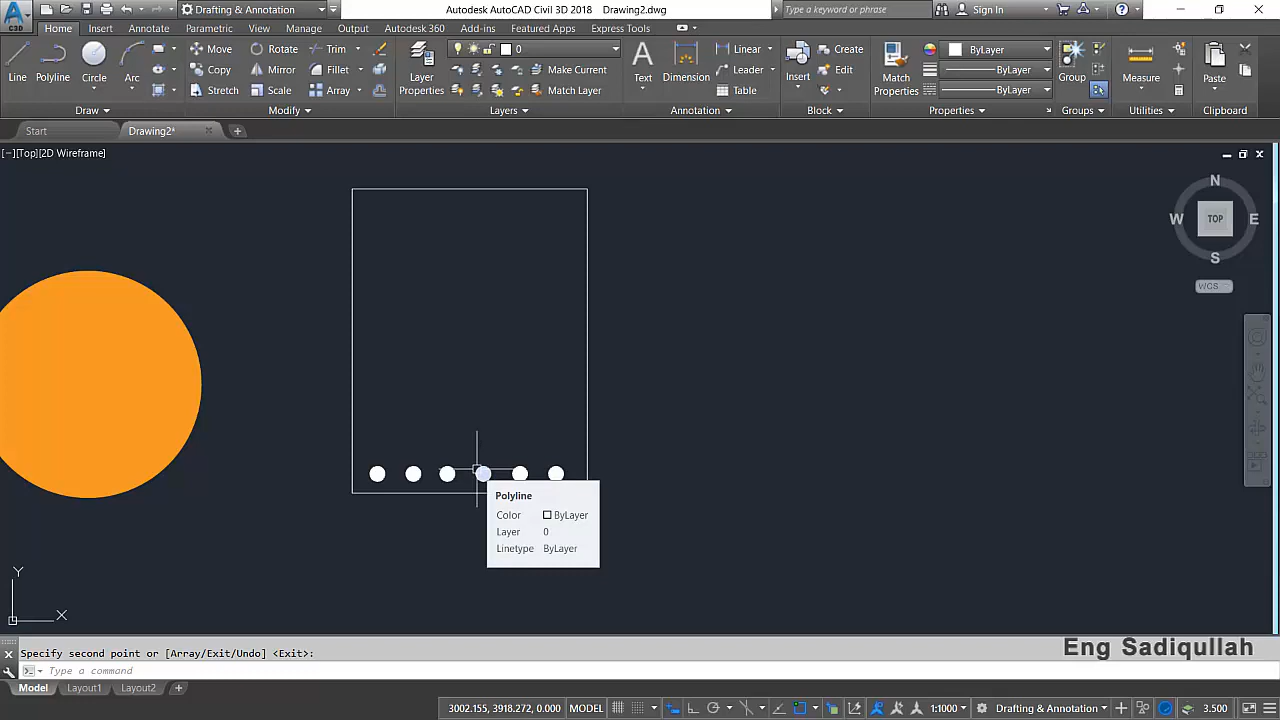 C3D
Drafting & Annotation
Autodesk AutoCAD Civil 3D 2018 Drawing2.dwg
Type a keyword or phrase
Sign In
Home Insert Annotate Parametric View Manage Output Autodesk 360 Add-ins Featured Apps Express Tools
Line Polyline Circle Arc
Move Rotate Trim
Copy Mirror Fillet
Stretch Scale Array
Layer Properties
0
Make Current
Match Layer
Text Dimension
Linear
Leader
Table
Insert
Create
Edit
Match Properties
ByLayer
ByLayer
ByLayer
Group
Measure
Paste
Draw Modify Layers Annotation Block Properties Groups Utilities Clipboard
Start Drawing2*
[−][Top][2D Wireframe]
N
W TOP E
S
WCS
Polyline
Color ByLayer
Layer 0
Linetype ByLayer
Y
X
Specify second point or [Array/Exit/Undo] <Exit>:
Eng Sadiqullah
Type a command
Model Layout1 Layout2
3002.155, 3918.272, 0.000 MODEL 1:1000 Drafting & Annotation 3.500